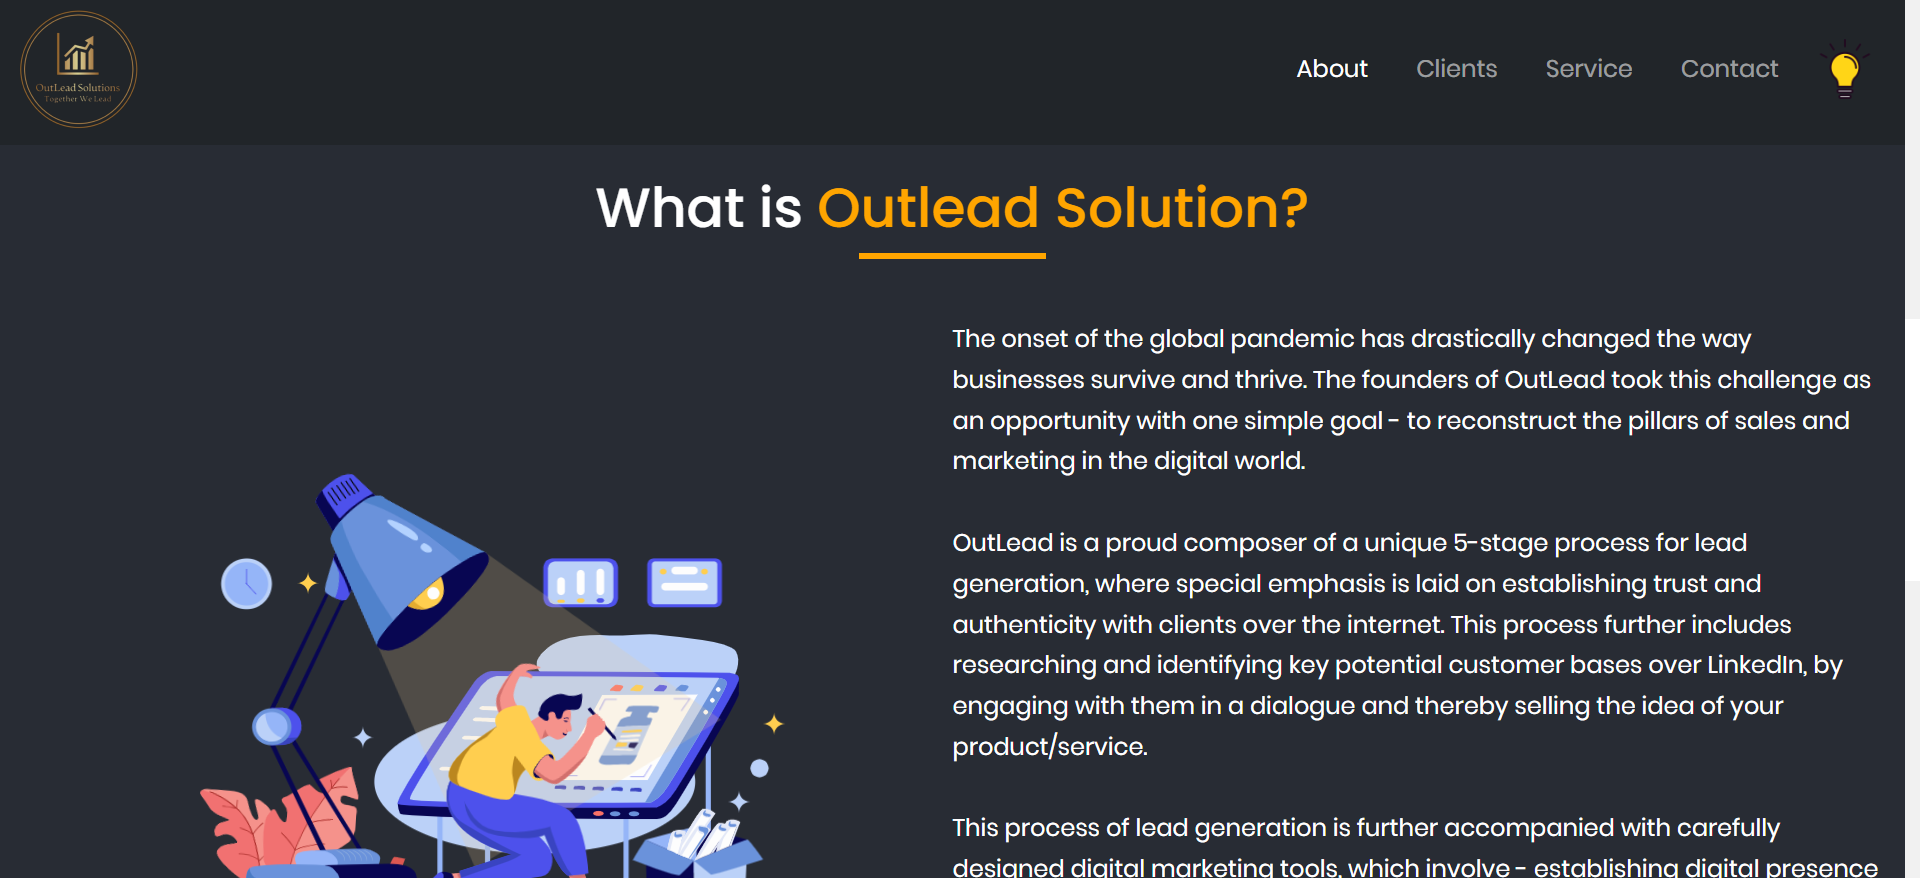 OutLead Solutions
Together We Lead
About
Clients
Service
Contact
What is Outlead Solution?
The onset of the global pandemic has drastically changed the way
businesses survive and thrive. The founders of OutLead took this challenge as
an opportunity with one simple goal - to reconstruct the pillars of sales and
marketing in the digital world.
OutLead is a proud composer of a unique 5-stage process for lead
generation, where special emphasis is laid on establishing trust and
authenticity with clients over the internet. This process further includes
researching and identifying key potential customer bases over LinkedIn, by
engaging with them in a dialogue and thereby selling the idea of your
product/service.
This process of lead generation is further accompanied with carefully
designed digital marketing tools, which involve - establishing digital presence